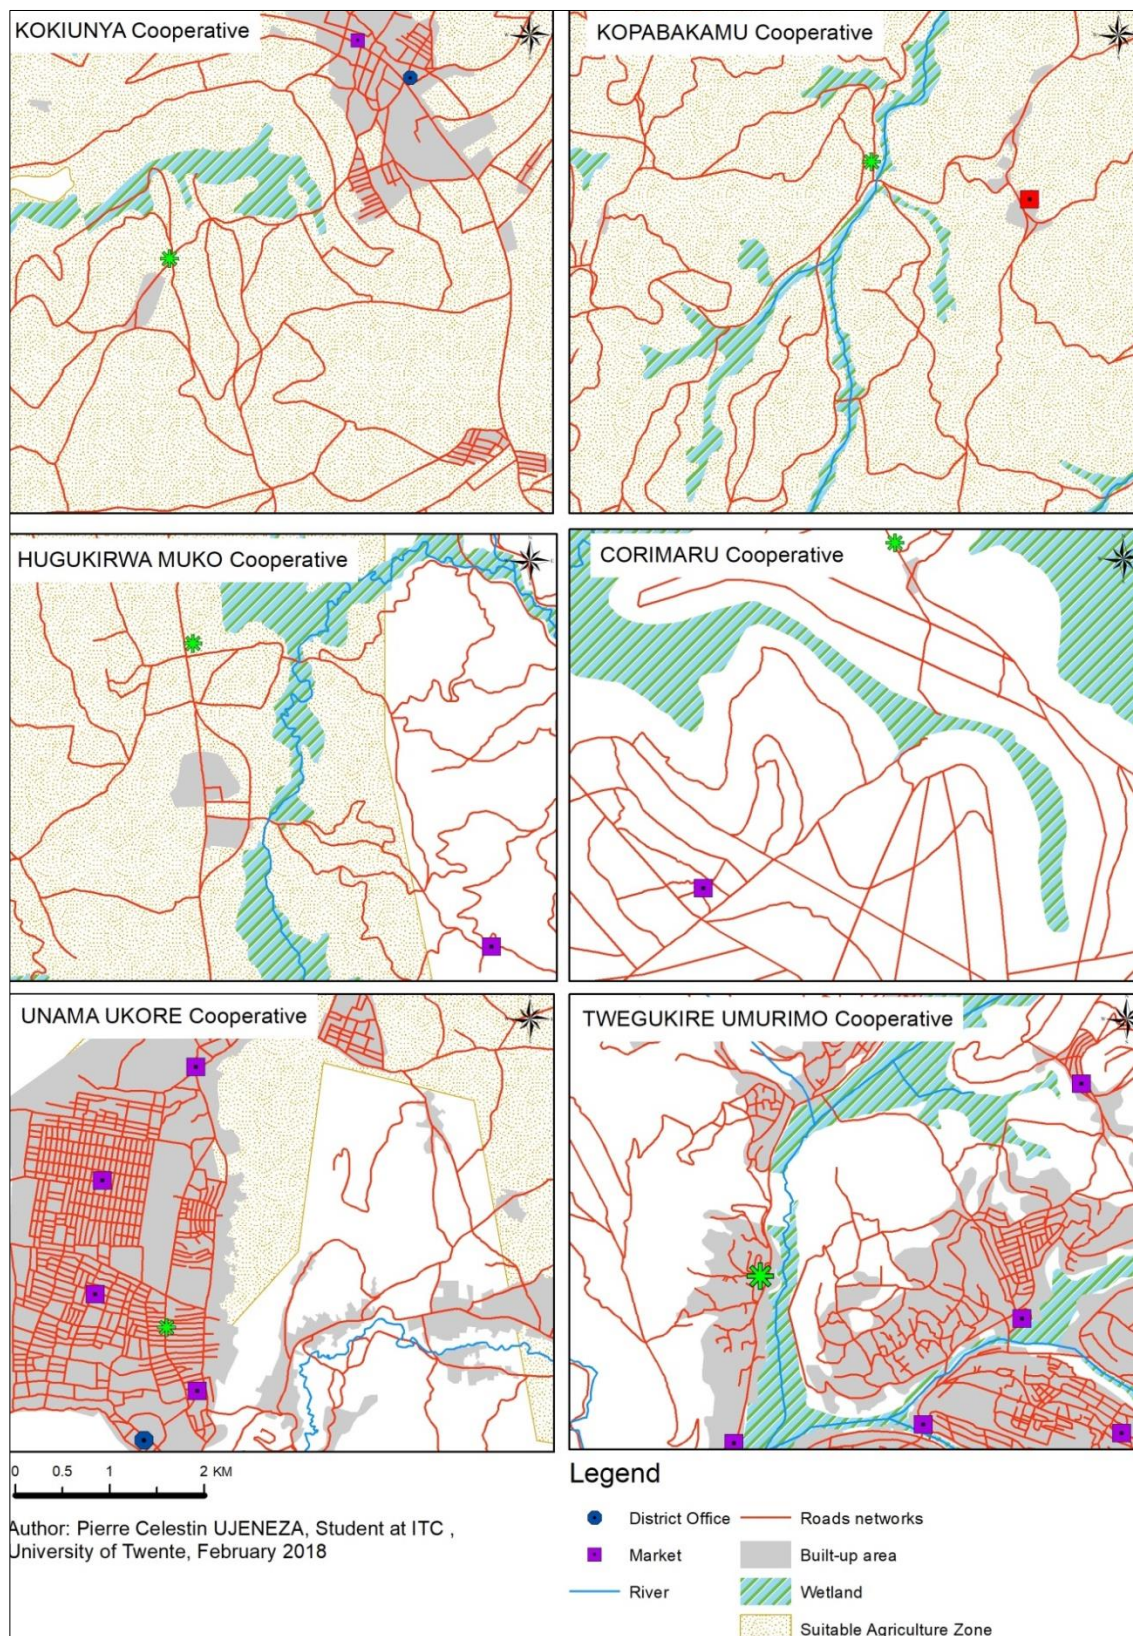 KOKIUNYA Cooperative
KOPABAKAMU Cooperative
HUGUKIRWA MUKO Cooperative
CORIMARU Cooperative
UNAMA UKORE Cooperative
TWEGUKIRE UMURIMO Cooperative
0 0.5 1 2 KM
Author: Pierre Celestin UJENEZA, Student at ITC ,
University of Twente, February 2018
Legend
District Office
Market
River
Roads networks
Built-up area
Wetland
Suitable Agriculture Zone